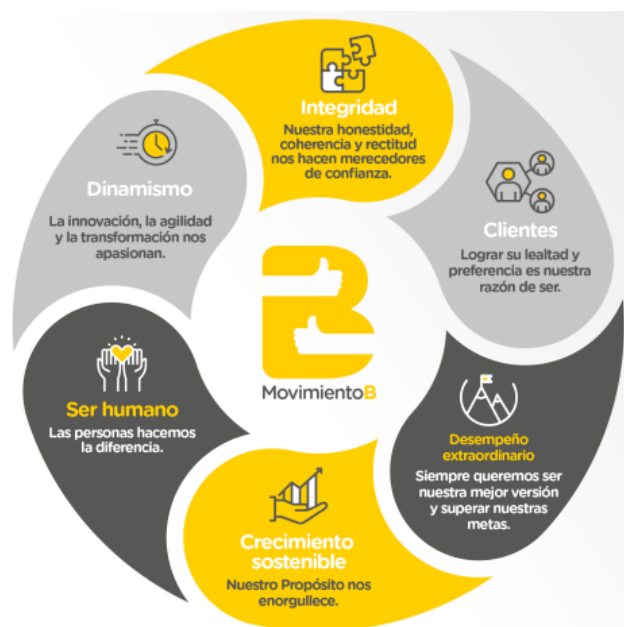 Integridad
Nuestra honestidad,
coherencia y rectitud
nos hacen merecedores
de confianza.
Clientes
Lograr su lealtad y
preferencia es nuestra
razón de ser.
Desempeño
extraordinario
Siempre queremos ser
nuestra mejor versión
y superar nuestras
metas.
Crecimiento
sostenible
Nuestro Propósito nos
enorgullece.
Ser humano
Las personas hacemos
la diferencia.
Dinamismo
La innovación, la agilidad
y la transformación nos
apasionan.
B
MovimientoB